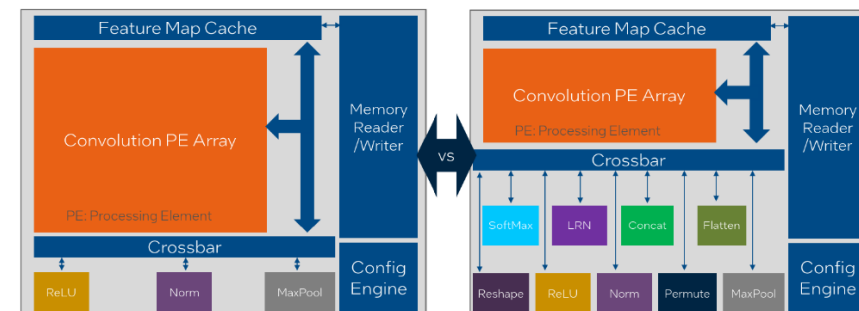 Feature Map Cache
Convolution PE Array
PE: Processing Element
Memory
Reader
/Writer
Crossbar
Config
Engine
ReLU
Norm
MaxPool
vs
Feature Map Cache
Convolution PE Array
PE: Processing Element
Memory
Reader
/Writer
Crossbar
SoftMax
LRN
Concat
Flatten
Config
Engine
Reshape
ReLU
Norm
Permute
MaxPool